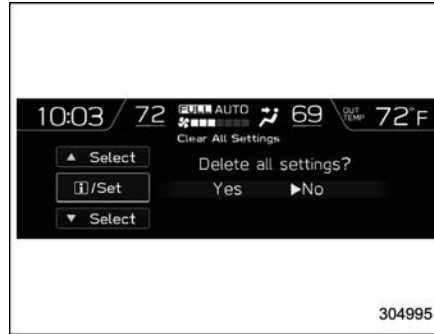 10:03 72 FULL AUTO 69 OUT TEMP 72°F
Clear All Settings
▲ Select
Delete all settings?
i/Set
Yes ▶No
▼ Select
304995